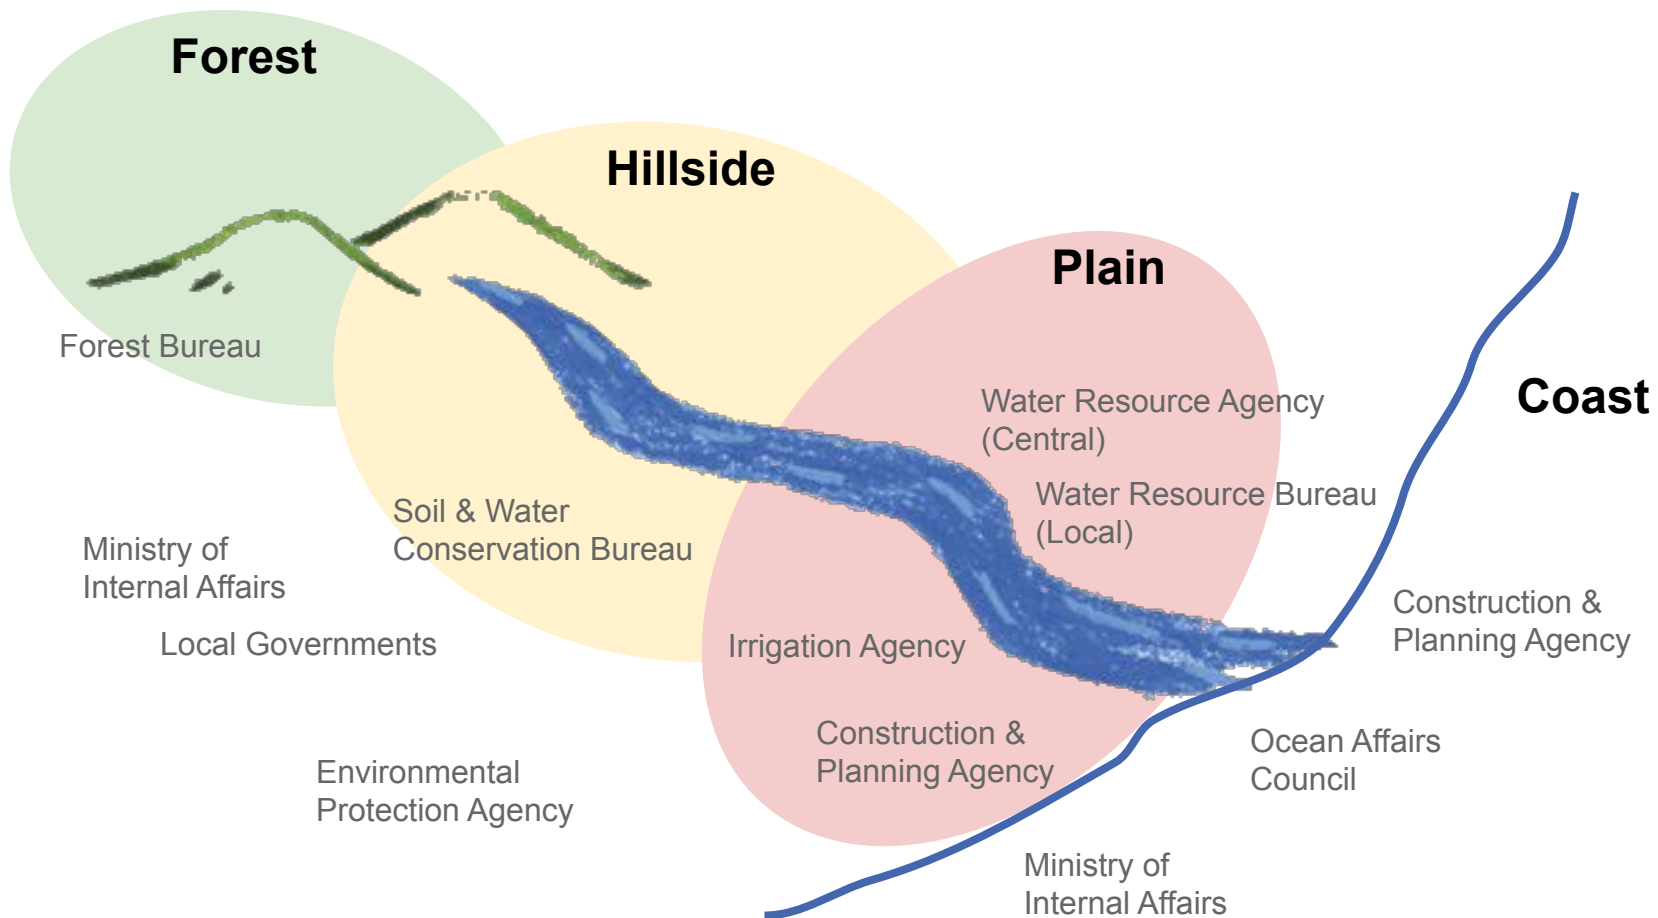 Forest
Hillside
Plain
Coast
Forest Bureau
Water Resource Agency
(Central)
Water Resource Bureau
(Local)
Soil & Water
Conservation Bureau
Ministry of
Internal Affairs
Local Governments
Irrigation Agency
Construction &
Planning Agency
Construction &
Planning Agency
Ocean Affairs
Council
Environmental
Protection Agency
Ministry of
Internal Affairs